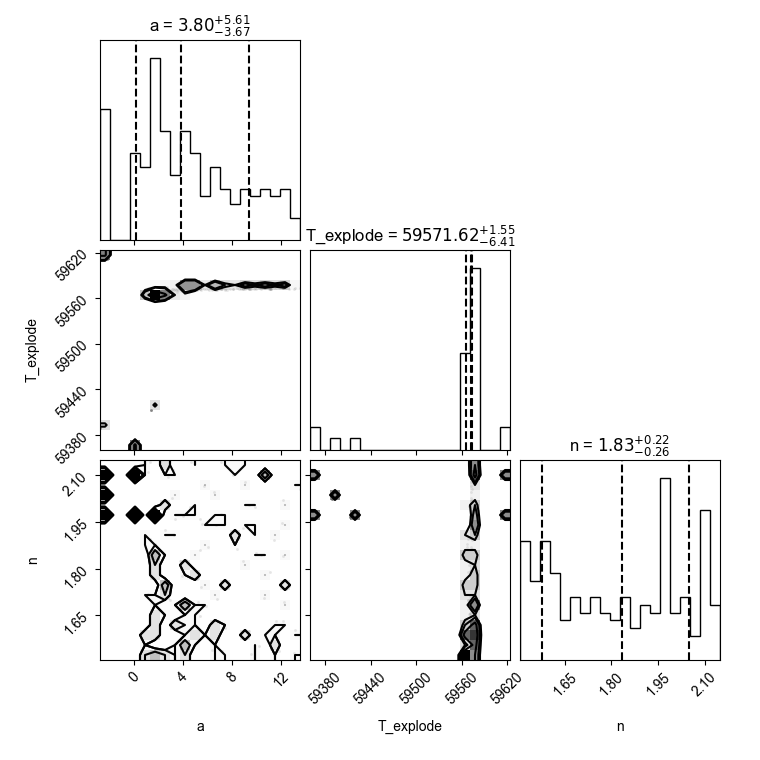 a = 3.80+5.61−3.67
59620
59560
59500
59440
59380
T_explode
T_explode = 59571.62+1.55−6.41
2.10
1.95
1.80
1.65
n
n = 1.83+0.22−0.26
0 4 8 12
59380 59440 59500 59560 59620
1.65 1.80 1.95 2.10
a T_explode n